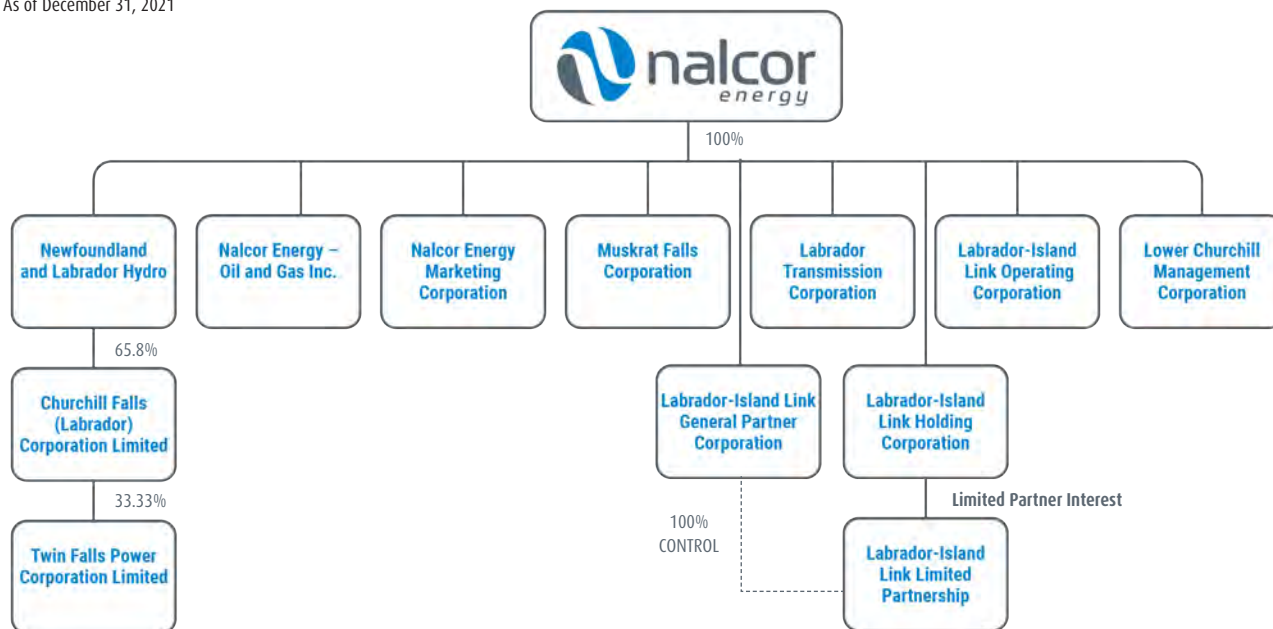 As of December 31, 2021
nalcor
energy
100%
Newfoundland
and Labrador Hydro
Nalcor Energy –
Oil and Gas Inc.
Nalcor Energy
Marketing
Corporation
Muskrat Falls
Corporation
Labrador
Transmission
Corporation
Labrador-Island
Link Operating
Corporation
Lower Churchill
Management
Corporation
65.8%
Churchill Falls
(Labrador)
Corporation Limited
Labrador-Island Link
General Partner
Corporation
Labrador-Island
Link Holding
Corporation
33.33%
Limited Partner Interest
100%
CONTROL
Twin Falls Power
Corporation Limited
Labrador-Island
Link Limited
Partnership